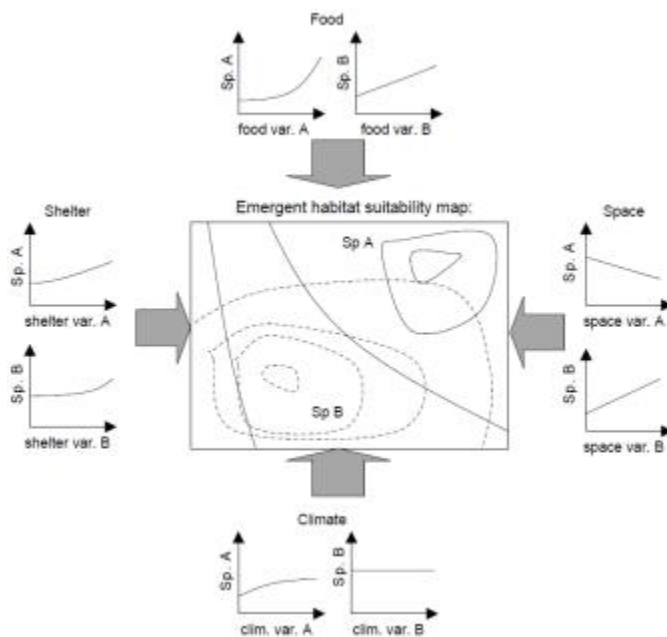 Food
Sp. A
Sp. B
food var. A
food var. B
Emergent habitat suitability map:
Shelter
Sp. A
shelter var. A
Sp. B
shelter var. B
Sp A
Sp B
Space
Sp. A
space var. A
Sp. B
space var. B
Climate
Sp. A
Sp. B
clim. var. A
clim. var. B